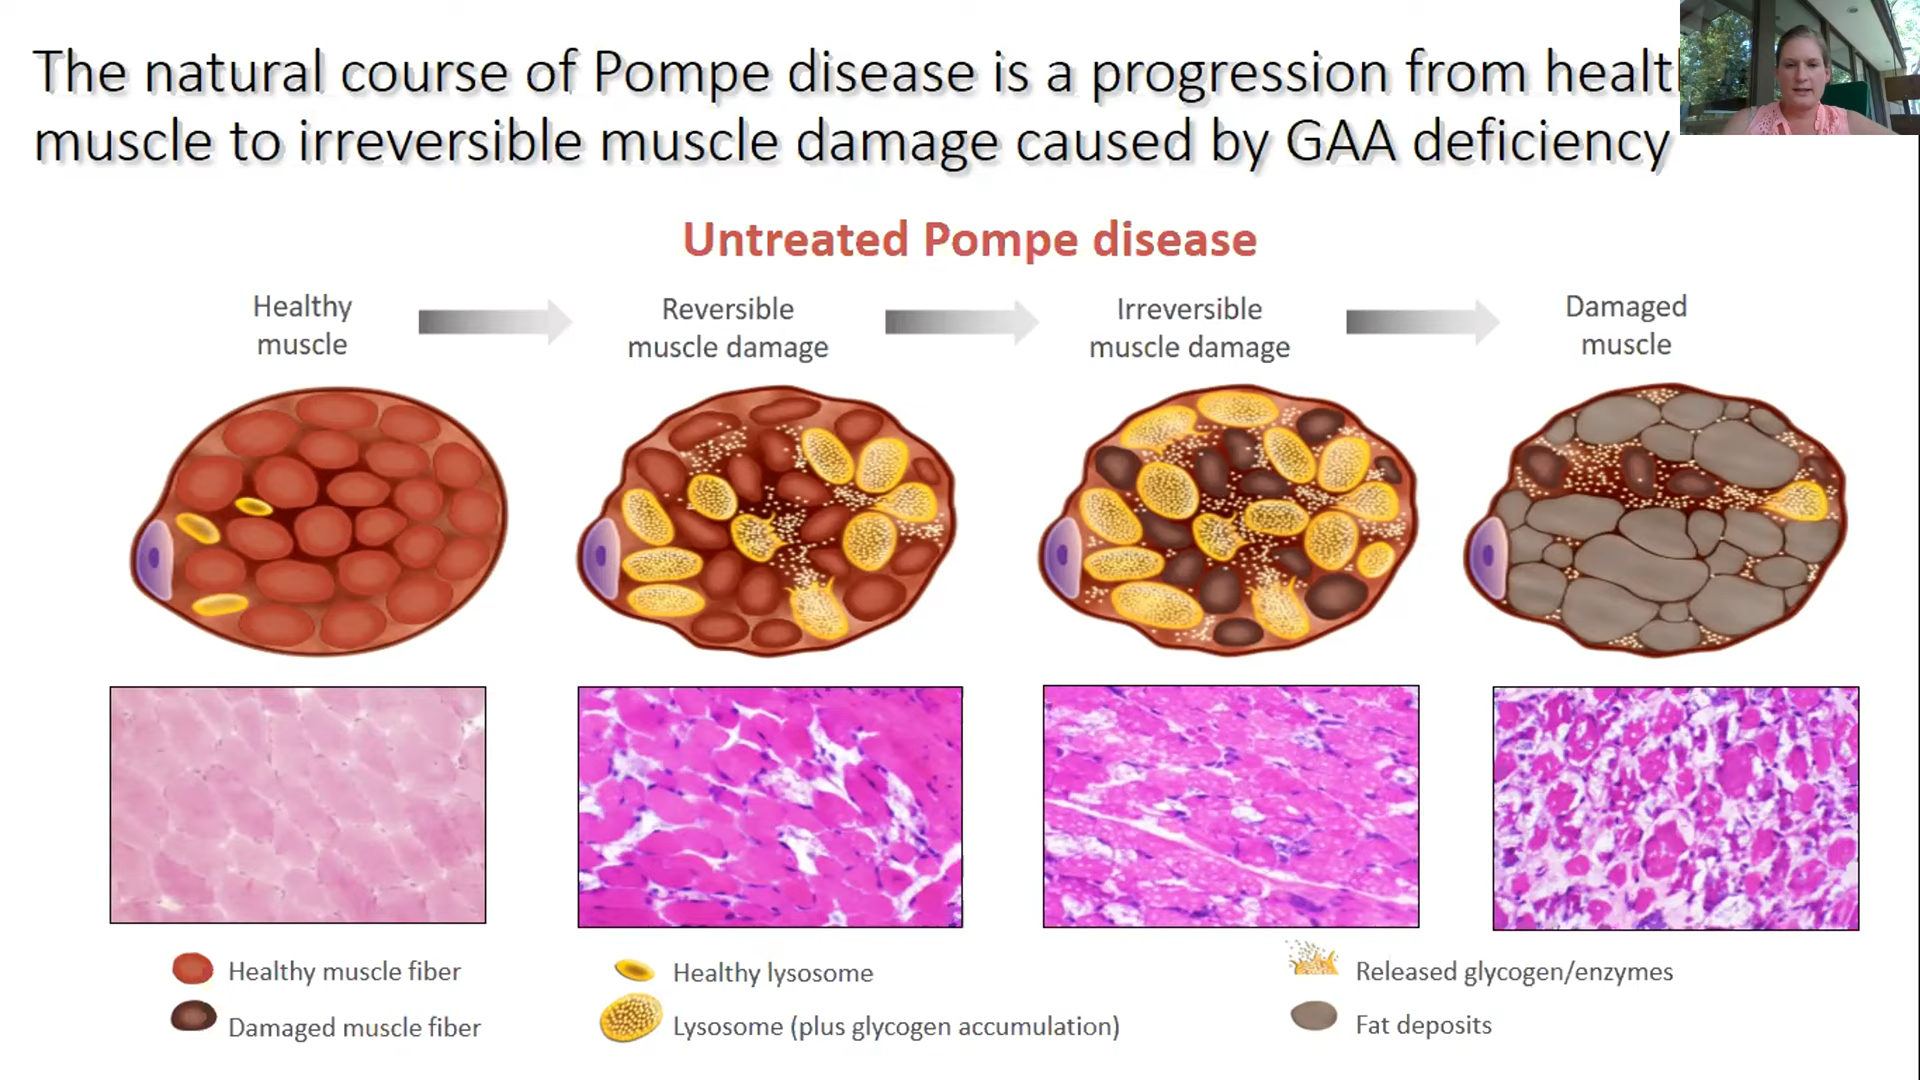 The natural course of Pompe disease is a progression from
muscle to irreversible muscle damage caused by GAA deficiency
Untreated Pompe disease
Healthy
muscle
Reversible
muscle damage
Irreversible
muscle damage
Damaged
muscle
Healthy muscle fiber
Damaged muscle fiber
Healthy lysosome
Lysosome (plus glycogen accumulation)
Released glycogen/enzymes
Fat deposits